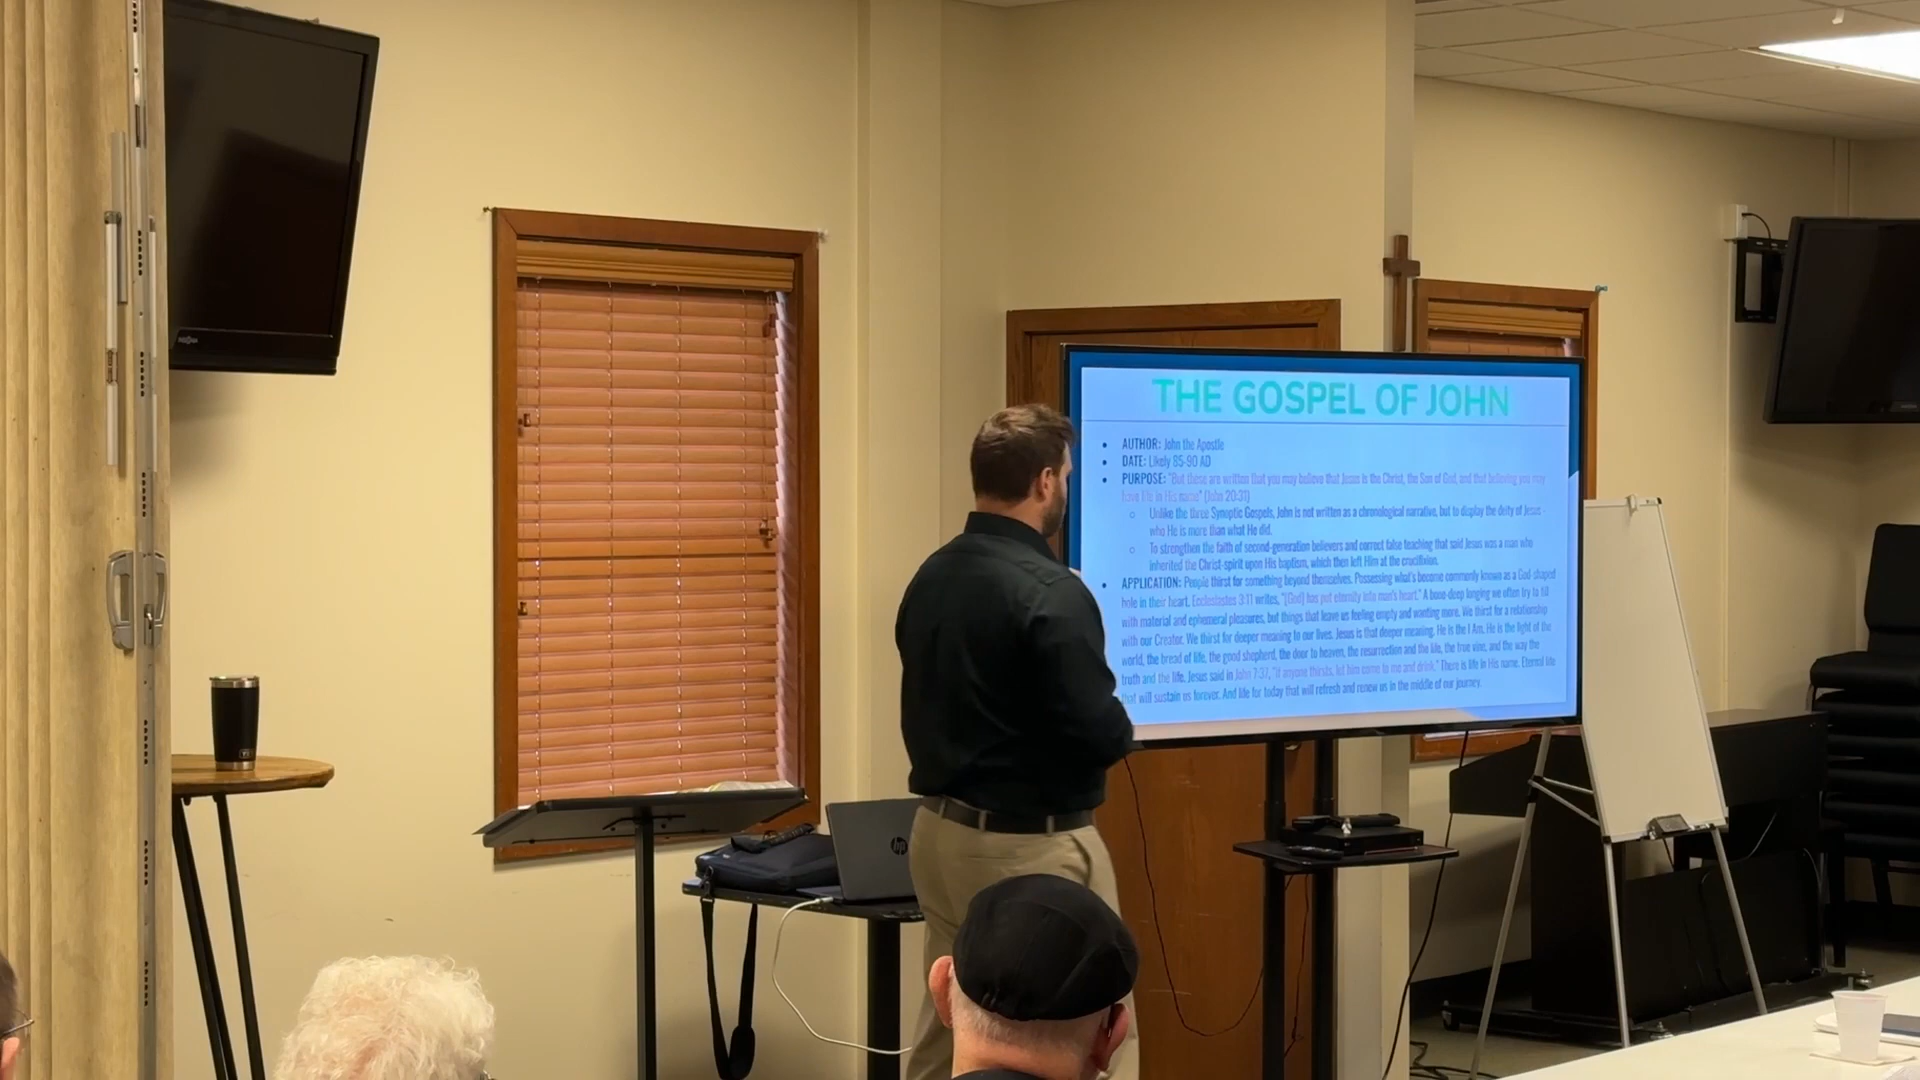 THE GOSPEL OF JOHN
AUTHOR: John the Apostle
DATE: Likely 85-90 AD
PURPOSE: "But these are written that you may believe that Jesus is the Christ, the Son of God, and that believing you may
have life in His name" (John 20:31)
Unlike the three Synoptic Gospels, John is not written as a chronological narrative, but to display the deity of Jesus -
who He is more than what He did.
To strengthen the faith of second-generation believers and correct false teaching that said Jesus was a man who
inherited the Christ-spirit upon His baptism, which then left Him at the crucifixion.
APPLICATION: People thirst for something beyond themselves. Possessing what's become commonly known as a God-shaped
hole in their heart. Ecclesiastes 3:11 writes, "[God] has put eternity into man's heart." A bone-deep longing we often try to fill
with material and ephemeral pleasures, but things that leave us feeling empty and wanting more. We thirst for a relationship
with our Creator. We thirst for deeper meaning to our lives. Jesus is that deeper meaning. He is the I Am. He is the light of the
world, the bread of life, the good shepherd, the door to heaven, the resurrection and the life, the true vine, and the way the
truth and the life. Jesus said in John 7:37, "If anyone thirsts, let him come to me and drink." There is life in His name. Eternal life
that will sustain us forever. And life for today that will refresh and renew us in the middle of our journey.
hp